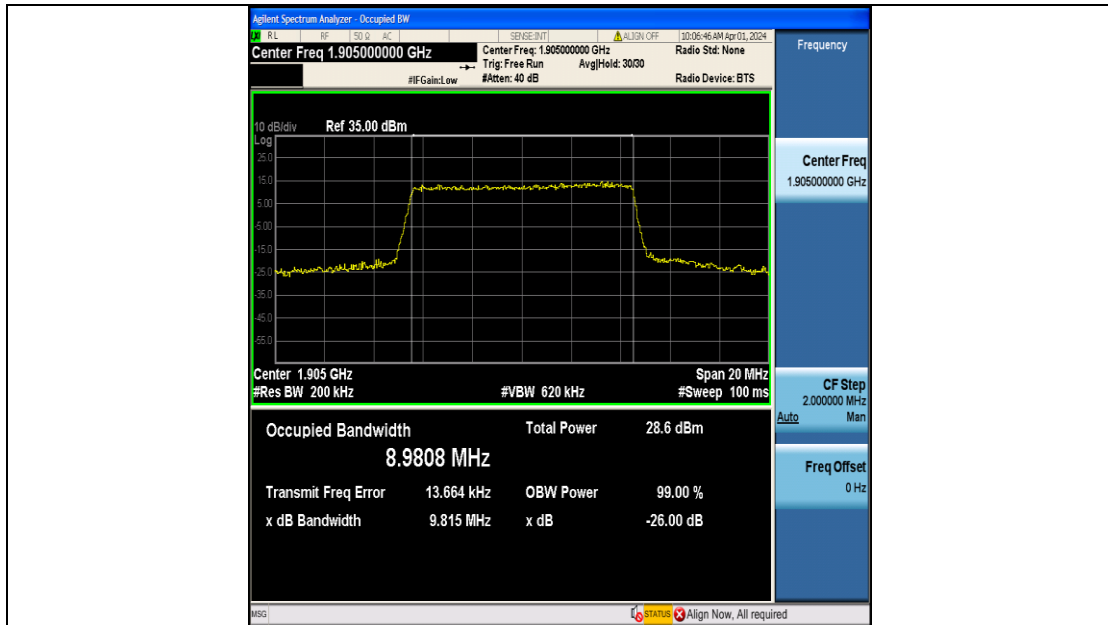 Agilent Spectrum Analyzer - Occupied BW
RL RF 50 Ω AC SENSE:INT ALIGN OFF 10:06:46 AM Apr 01, 2024
Center Freq 1.905000000 GHz
Center Freq: 1.905000000 GHz Radio Std: None
Trig: Free Run Avg|Hold: 30/30
#IFGain:Low #Atten: 40 dB Radio Device: BTS
10 dB/div Ref 35.00 dBm
Log
25.0
15.0
5.00
-5.00
-15.0
-25.0
-35.0
-45.0
-55.0
Center 1.905 GHz Span 20 MHz
#Res BW 200 kHz #VBW 620 kHz #Sweep 100 ms
Occupied Bandwidth Total Power 28.6 dBm
8.9808 MHz
Transmit Freq Error 13.664 kHz OBW Power 99.00 %
x dB Bandwidth 9.815 MHz x dB -26.00 dB
MSG STATUS Align Now, All required
Frequency
Center Freq
1.905000000 GHz
CF Step
2.000000 MHz
Auto Man
Freq Offset
0 Hz